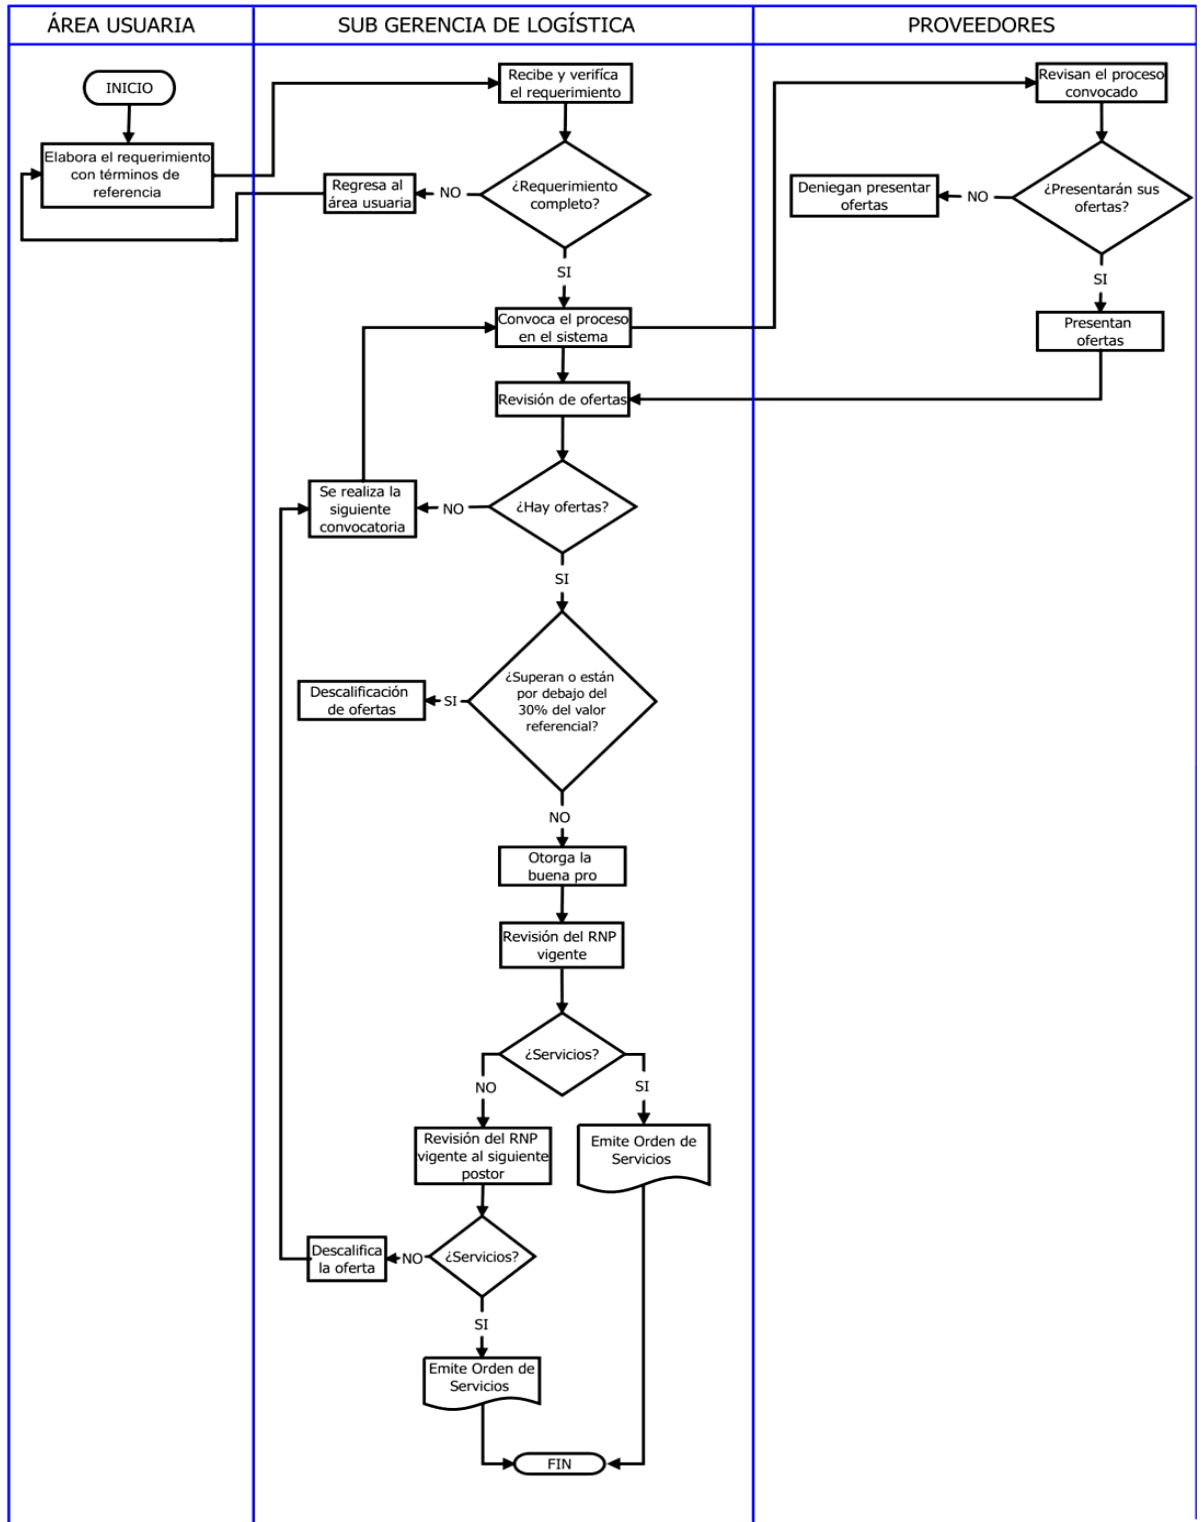 ÁREA USUARIA
SUB GERENCIA DE LOGÍSTICA
PROVEEDORES
INICIO
Elabora el requerimiento
con términos de
referencia
Recibe y verifíca
el requerimiento
¿Requerimiento
completo?
NO
Regresa al
área usuaria
SI
Convoca el proceso
en el sistema
Revisan el proceso
convocado
¿Presentarán sus
ofertas?
NO
Deniegan presentar
ofertas
SI
Presentan
ofertas
Revisión de ofertas
¿Hay ofertas?
NO
Se realiza la
siguiente
convocatoria
SI
¿Superan o están
por debajo del
30% del valor
referencial?
SI
Descalificación
de ofertas
NO
Otorga la
buena pro
Revisión del RNP
vigente
¿Servicios?
NO
SI
Revisión del RNP
vigente al siguiente
postor
Emite Orden de
Servicios
¿Servicios?
NO
Descalifica
la oferta
SI
Emite Orden de
Servicios
FIN